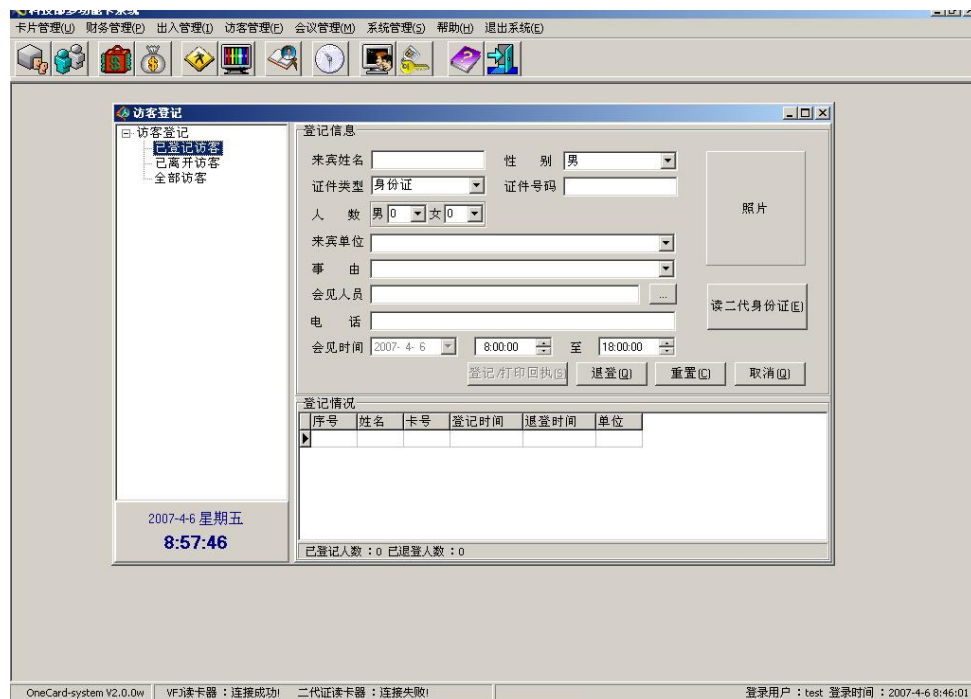 科技部多功能卡系统
卡片管理(U) 财务管理(P) 出入管理(I) 访客管理(F) 会议管理(M) 系统管理(S) 帮助(H) 退出系统(E)
访客登记
访客登记
已登记访客
已离开访客
全部访客
2007-4-6 星期五
8:57:46
登记信息
来宾姓名 性 别 男
证件类型 身份证 证件号码
人 数 男 0 女 0
来宾单位
事 由
会见人员 ...
电 话
会见时间 2007- 4- 6 8:00:00 至 18:00:00
照片
读二代身份证(E)
登记/打印回执(S) 退登(Q) 重置(C) 取消(Q)
登记情况
序号 姓名 卡号 登记时间 退登时间 单位
已登记人数：0 已退登人数：0
OneCard-system V2.0.0w VFJ读卡器：连接成功! 二代证读卡器：连接失败! 登录用户：test 登录时间：2007-4-6 8:46:01